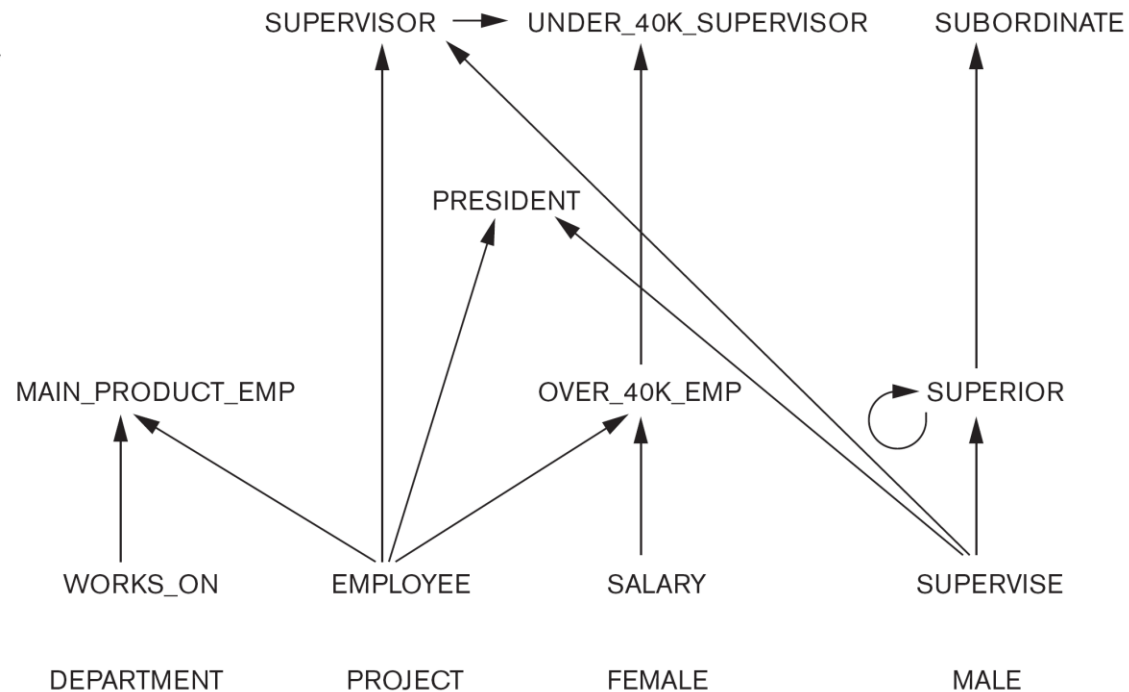 SUPERVISOR UNDER_40K_SUPERVISOR SUBORDINATE
PRESIDENT
MAIN_PRODUCT_EMP OVER_40K_EMP SUPERIOR
WORKS_ON EMPLOYEE SALARY SUPERVISE
DEPARTMENT PROJECT FEMALE MALE